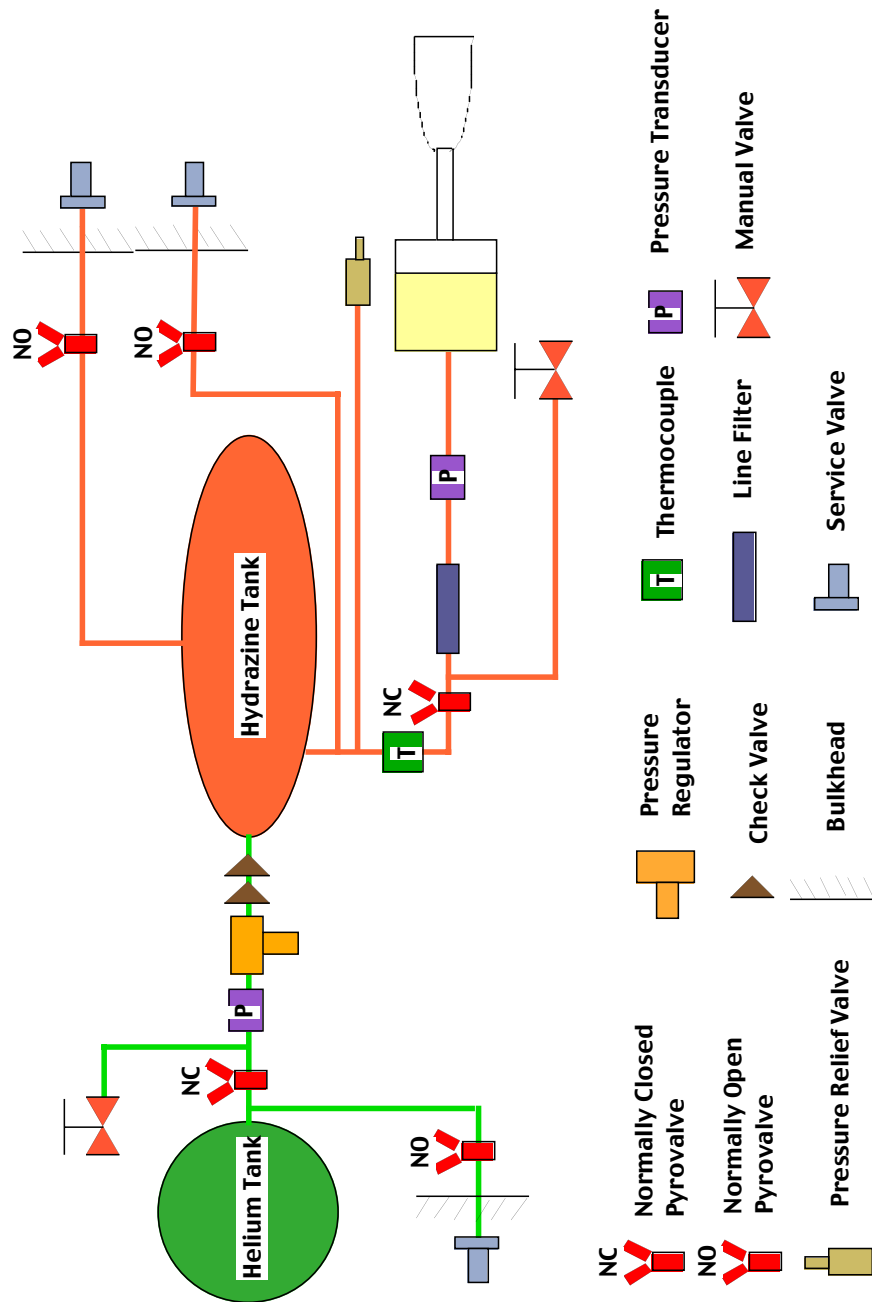 Helium Tank
NC
NO
P
Hydrazine Tank
T
NC
P
NO
NO
NC
Normally Closed
Pyrovalve
NO
Normally Open
Pyrovalve
Pressure Relief Valve
Pressure
Regulator
Check Valve
Bulkhead
T
Thermocouple
Line Filter
Service Valve
P
Pressure Transducer
Manual Valve